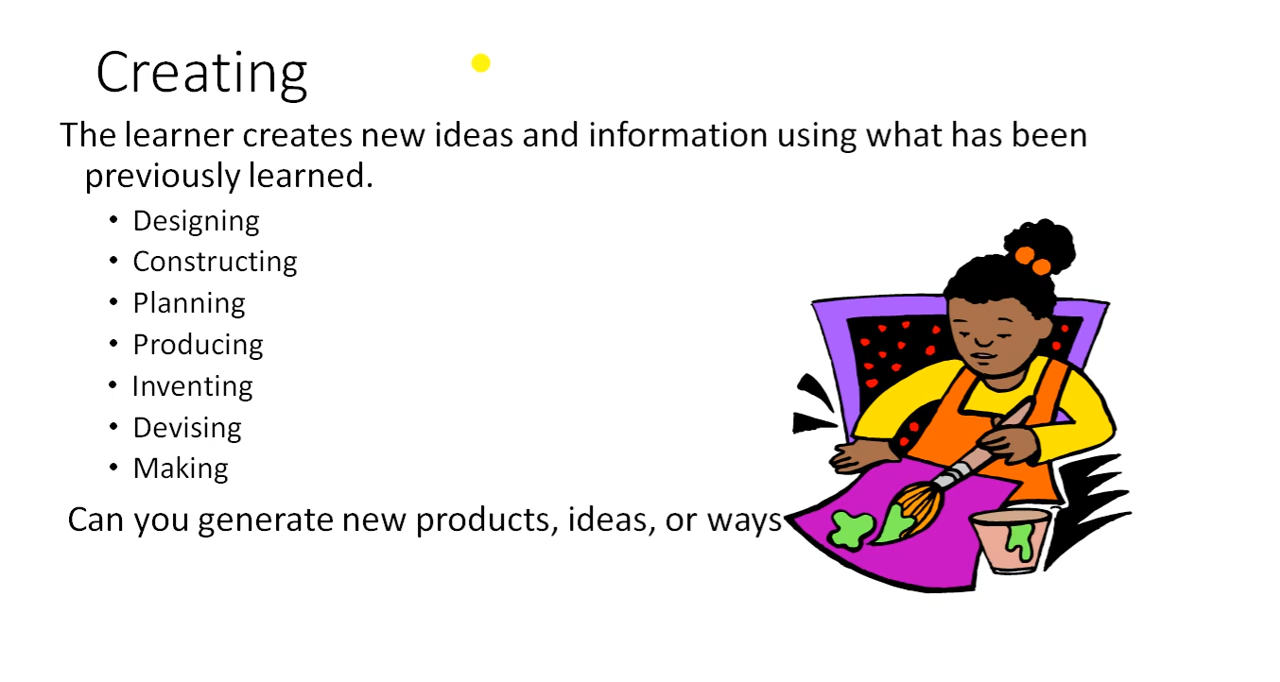 Creating
The learner creates new ideas and information using what has been
previously learned.
• Designing
• Constructing
• Planning
• Producing
• Inventing
• Devising
• Making
Can you generate new products, ideas, or ways